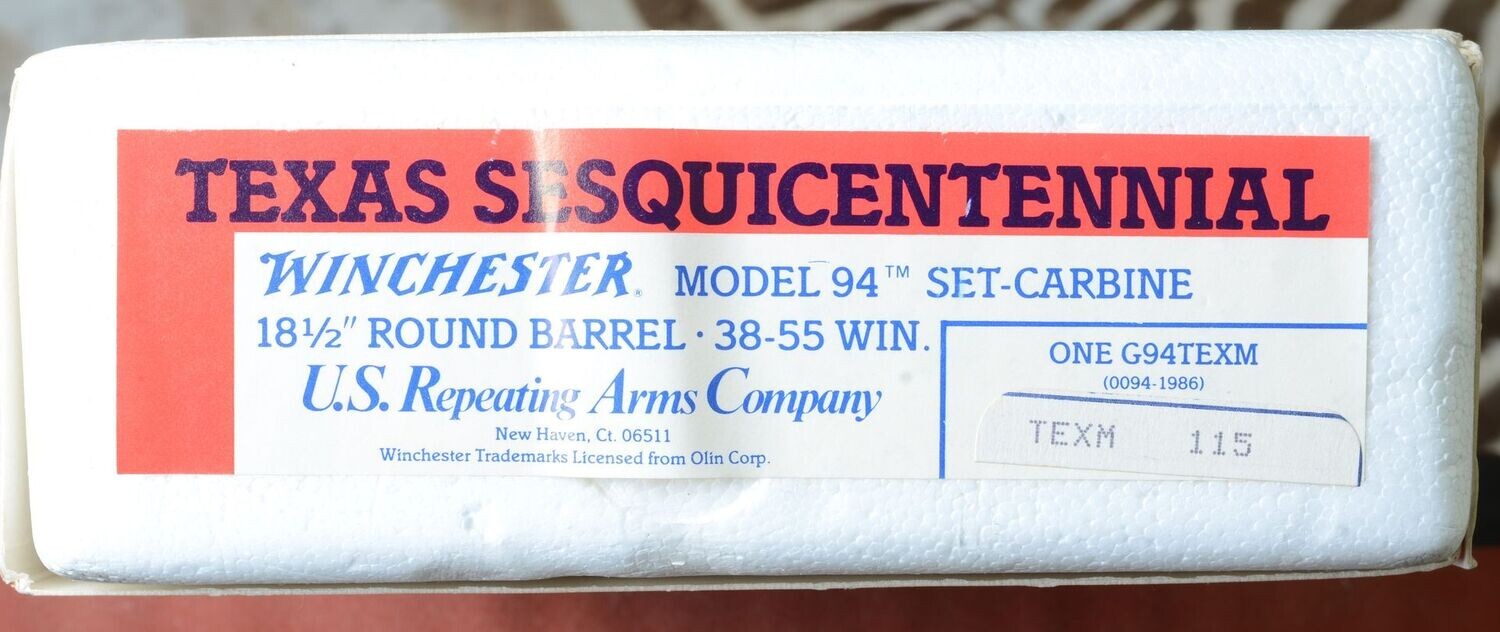 TEXAS SESQUICENTENNIAL
WINCHESTER® MODEL 94™ SET-CARBINE
18½" ROUND BARREL · 38-55 WIN.
U.S. Repeating Arms Company
New Haven, Ct. 06511
Winchester Trademarks Licensed from Olin Corp.
ONE G94TEXM
(0094-1986)
TEXM 115